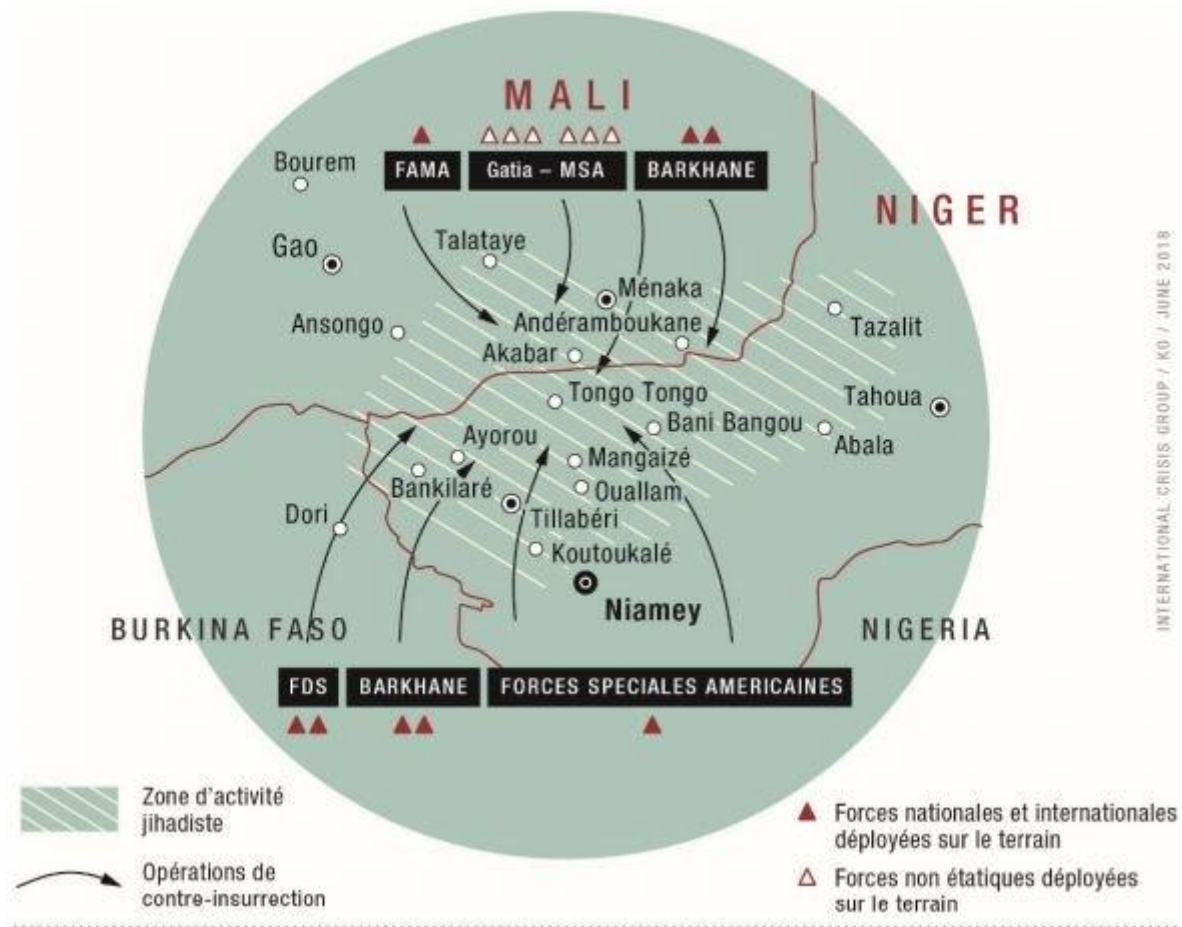 MALI
FAMA
Gatia – MSA
BARKHANE
Bourem
NIGER
Gao
Talataye
Ménaka
Ansongo
Andéramboukane
Tazalit
Akabar
Tongo Tongo
Tahoua
Bani Bangou
Abala
Ayorou
Mangaizé
Bankilaré
Ouallam
Dori
Tillabéri
Koutoukalé
Niamey
BURKINA FASO
NIGERIA
FDS
BARKHANE
FORCES SPECIALES AMERICAINES
Zone d'activité
jihadiste
Opérations de
contre-insurrection
Forces nationales et internationales
déployées sur le terrain
Forces non étatiques déployées
sur le terrain
INTERNATIONAL CRISIS GROUP / KO / JUNE 2018